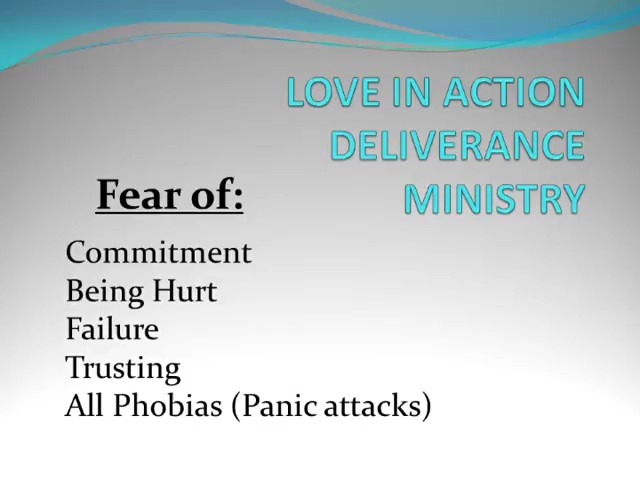 LOVE IN ACTION
DELIVERANCE
MINISTRY
Fear of:
Commitment
Being Hurt
Failure
Trusting
All Phobias (Panic attacks)